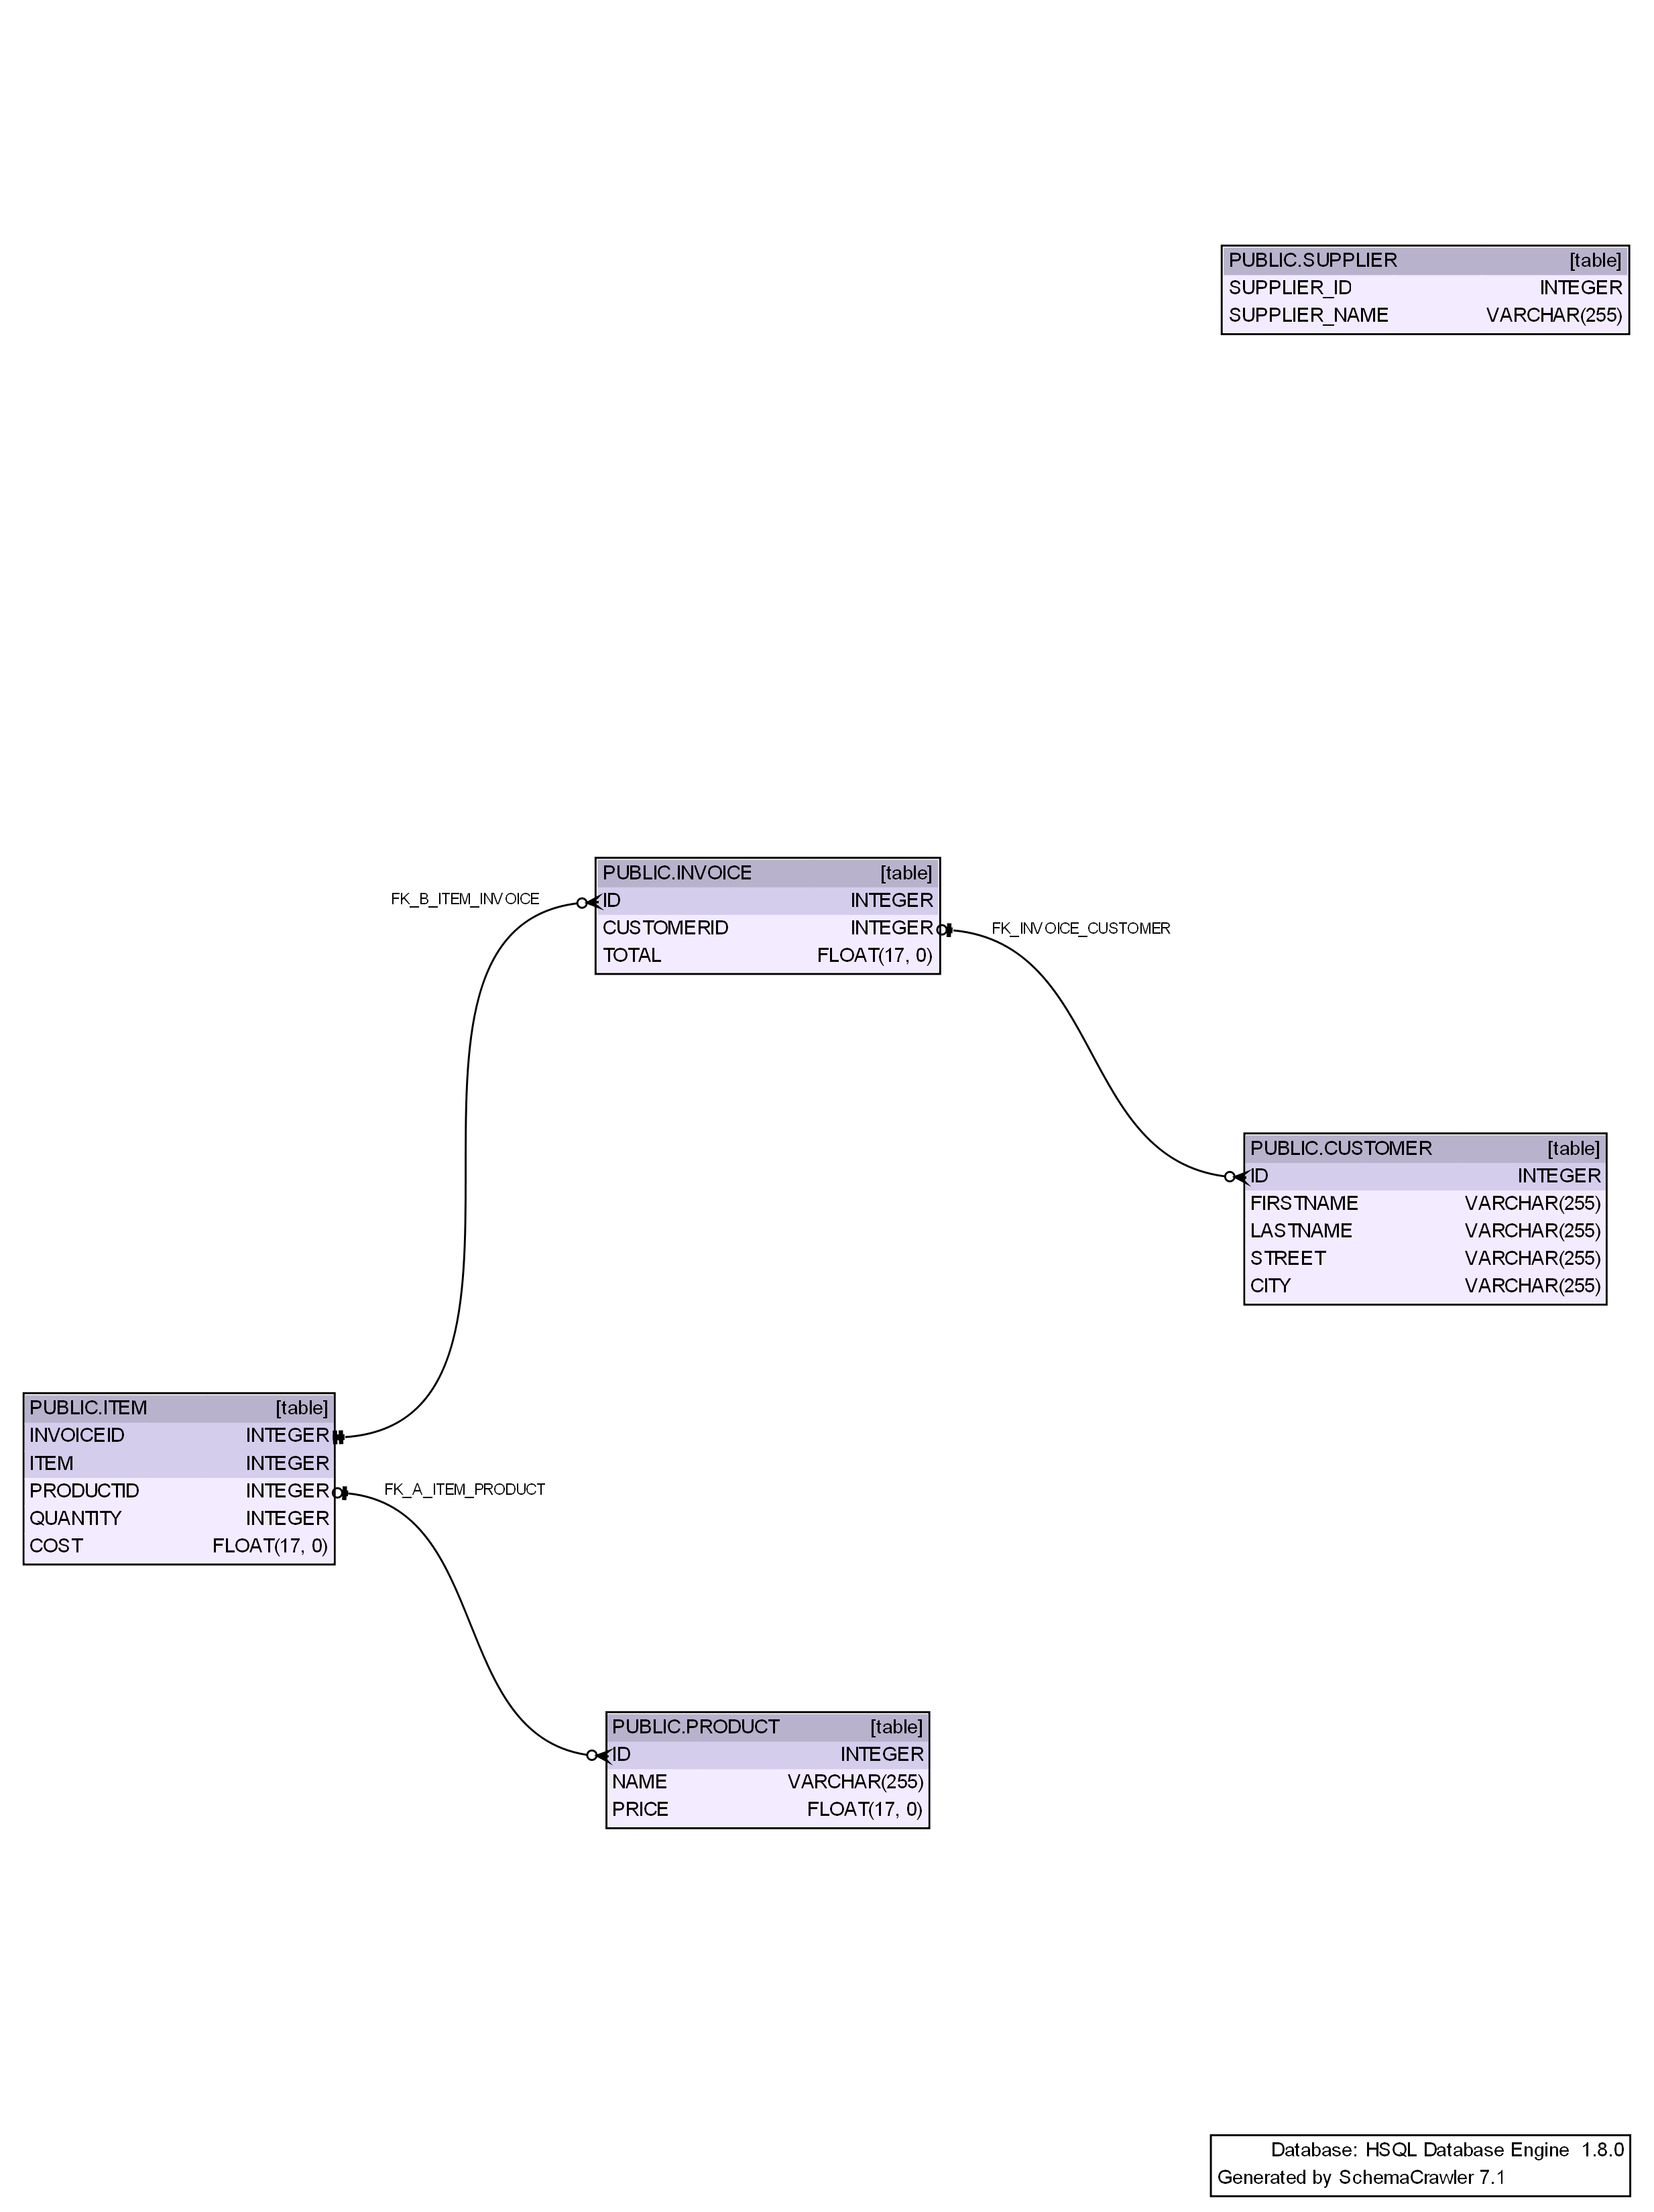 PUBLIC.SUPPLIER [table]
SUPPLIER_ID INTEGER
SUPPLIER_NAME VARCHAR(255)
PUBLIC.INVOICE [table]
ID INTEGER
CUSTOMERID INTEGER
TOTAL FLOAT(17, 0)
FK_B_ITEM_INVOICE
FK_INVOICE_CUSTOMER
PUBLIC.CUSTOMER [table]
ID INTEGER
FIRSTNAME VARCHAR(255)
LASTNAME VARCHAR(255)
STREET VARCHAR(255)
CITY VARCHAR(255)
PUBLIC.ITEM [table]
INVOICEID INTEGER
ITEM INTEGER
PRODUCTID INTEGER
QUANTITY INTEGER
COST FLOAT(17, 0)
FK_A_ITEM_PRODUCT
PUBLIC.PRODUCT [table]
ID INTEGER
NAME VARCHAR(255)
PRICE FLOAT(17, 0)
Database: HSQL Database Engine 1.8.0
Generated by SchemaCrawler 7.1